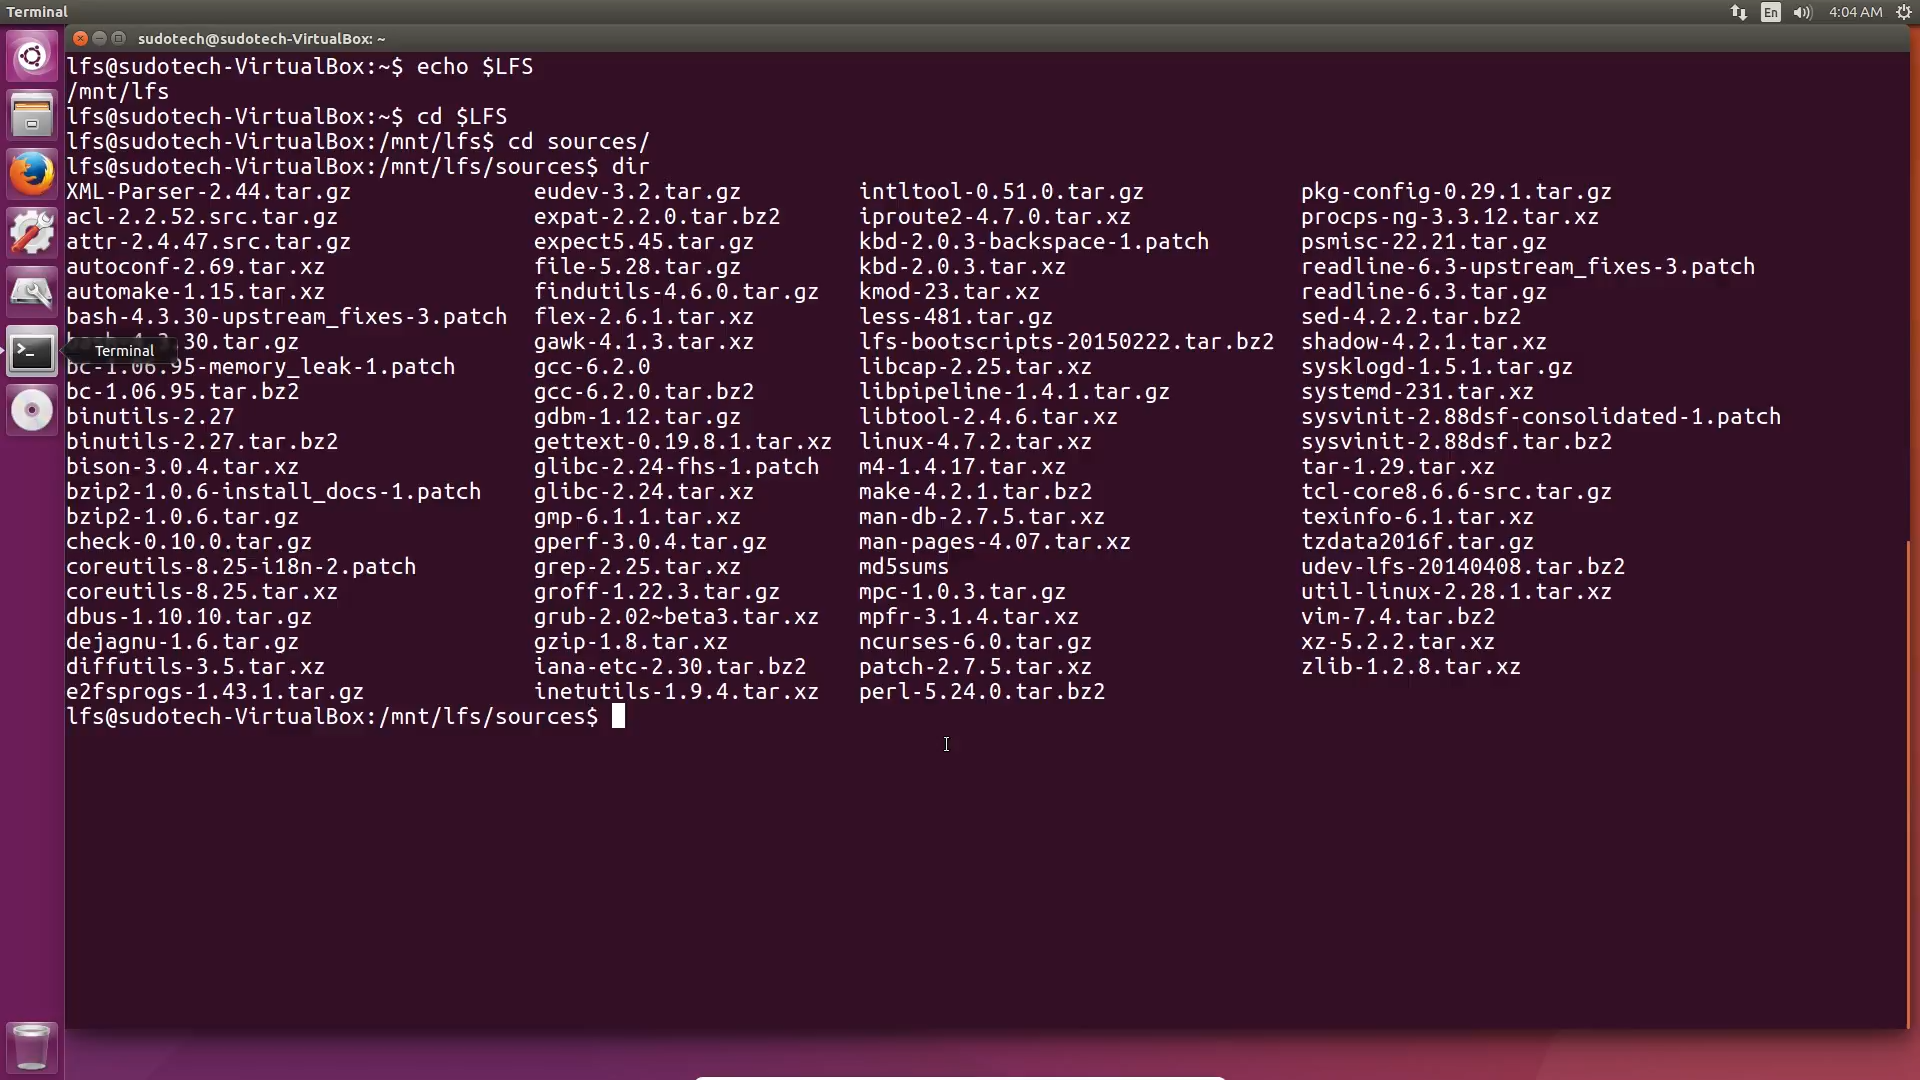 Terminal
En
4:04 AM
sudotech@sudotech-VirtualBox: ~
lfs@sudotech-VirtualBox:~$ echo $LFS
/mnt/lfs
lfs@sudotech-VirtualBox:~$ cd $LFS
lfs@sudotech-VirtualBox:/mnt/lfs$ cd sources/
lfs@sudotech-VirtualBox:/mnt/lfs/sources$ dir
XML-Parser-2.44.tar.gz eudev-3.2.tar.gz intltool-0.51.0.tar.gz pkg-config-0.29.1.tar.gz
acl-2.2.52.src.tar.gz expat-2.2.0.tar.bz2 iproute2-4.7.0.tar.xz procps-ng-3.3.12.tar.xz
attr-2.4.47.src.tar.gz expect5.45.tar.gz kbd-2.0.3-backspace-1.patch psmisc-22.21.tar.gz
autoconf-2.69.tar.xz file-5.28.tar.gz kbd-2.0.3.tar.xz readline-6.3-upstream_fixes-3.patch
automake-1.15.tar.xz findutils-4.6.0.tar.gz kmod-23.tar.xz readline-6.3.tar.gz
bash-4.3.30-upstream_fixes-3.patch flex-2.6.1.tar.xz less-481.tar.gz sed-4.2.2.tar.bz2
bash-4.3.30.tar.gz gawk-4.1.3.tar.xz lfs-bootscripts-20150222.tar.bz2 shadow-4.2.1.tar.xz
Terminal
bc-1.06.95-memory_leak-1.patch gcc-6.2.0 libcap-2.25.tar.xz sysklogd-1.5.1.tar.gz
bc-1.06.95.tar.bz2 gcc-6.2.0.tar.bz2 libpipeline-1.4.1.tar.gz systemd-231.tar.xz
binutils-2.27 gdbm-1.12.tar.gz libtool-2.4.6.tar.xz sysvinit-2.88dsf-consolidated-1.patch
binutils-2.27.tar.bz2 gettext-0.19.8.1.tar.xz linux-4.7.2.tar.xz sysvinit-2.88dsf.tar.bz2
bison-3.0.4.tar.xz glibc-2.24-fhs-1.patch m4-1.4.17.tar.xz tar-1.29.tar.xz
bzip2-1.0.6-install_docs-1.patch glibc-2.24.tar.xz make-4.2.1.tar.bz2 tcl-core8.6.6-src.tar.gz
bzip2-1.0.6.tar.gz gmp-6.1.1.tar.xz man-db-2.7.5.tar.xz texinfo-6.1.tar.xz
check-0.10.0.tar.gz gperf-3.0.4.tar.gz man-pages-4.07.tar.xz tzdata2016f.tar.gz
coreutils-8.25-i18n-2.patch grep-2.25.tar.xz md5sums udev-lfs-20140408.tar.bz2
coreutils-8.25.tar.xz groff-1.22.3.tar.gz mpc-1.0.3.tar.gz util-linux-2.28.1.tar.xz
dbus-1.10.10.tar.gz grub-2.02~beta3.tar.xz mpfr-3.1.4.tar.xz vim-7.4.tar.bz2
dejagnu-1.6.tar.gz gzip-1.8.tar.xz ncurses-6.0.tar.gz xz-5.2.2.tar.xz
diffutils-3.5.tar.xz iana-etc-2.30.tar.bz2 patch-2.7.5.tar.xz zlib-1.2.8.tar.xz
e2fsprogs-1.43.1.tar.gz inetutils-1.9.4.tar.xz perl-5.24.0.tar.bz2
lfs@sudotech-VirtualBox:/mnt/lfs/sources$